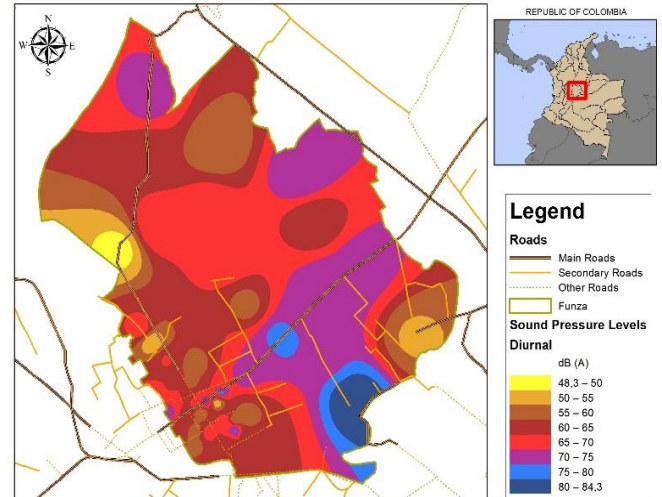 REPUBLIC OF COLOMBIA
N
W
E
S
Legend
Roads
Main Roads
Secondary Roads
Other Roads
Funza
Sound Pressure Levels
Diurnal
dB (A)
48,3 – 50
50 – 55
55 – 60
60 – 65
65 – 70
70 – 75
75 – 80
80 – 84,3